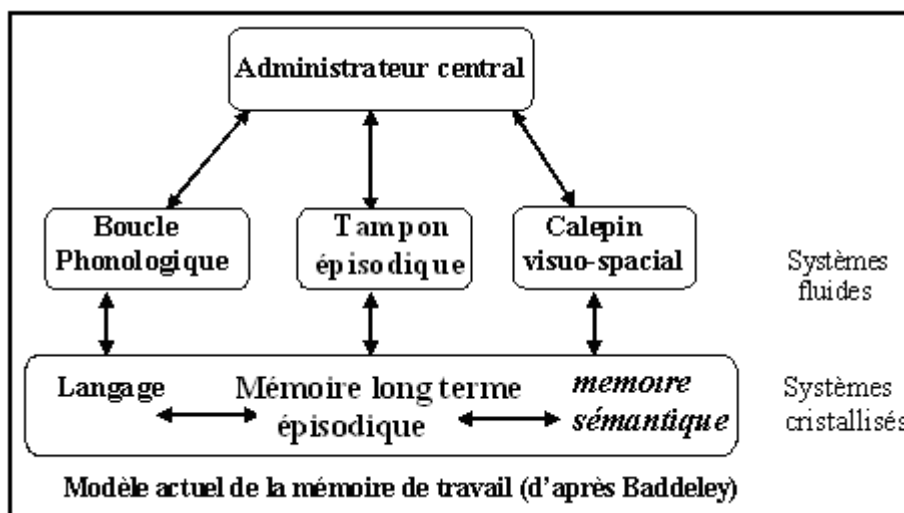 Administrateur central
Boucle
Phonologique
Tampon
épisodique
Calepin
visuo-spacial
Systèmes
fluides
Langage
Mémoire long terme
épisodique
memoire
sémantique
Systèmes
cristallisés
Modèle actuel de la mémoire de travail (d'après Baddeley)